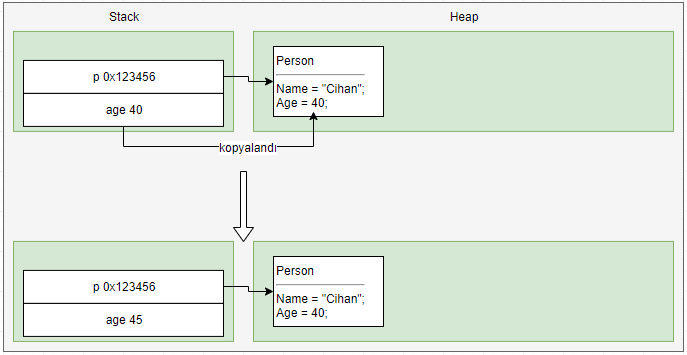 Stack
Heap
p 0x123456
age 40
Person
Name = "Cihan";
Age = 40;
kopyalandı
p 0x123456
age 45
Person
Name = "Cihan";
Age = 40;